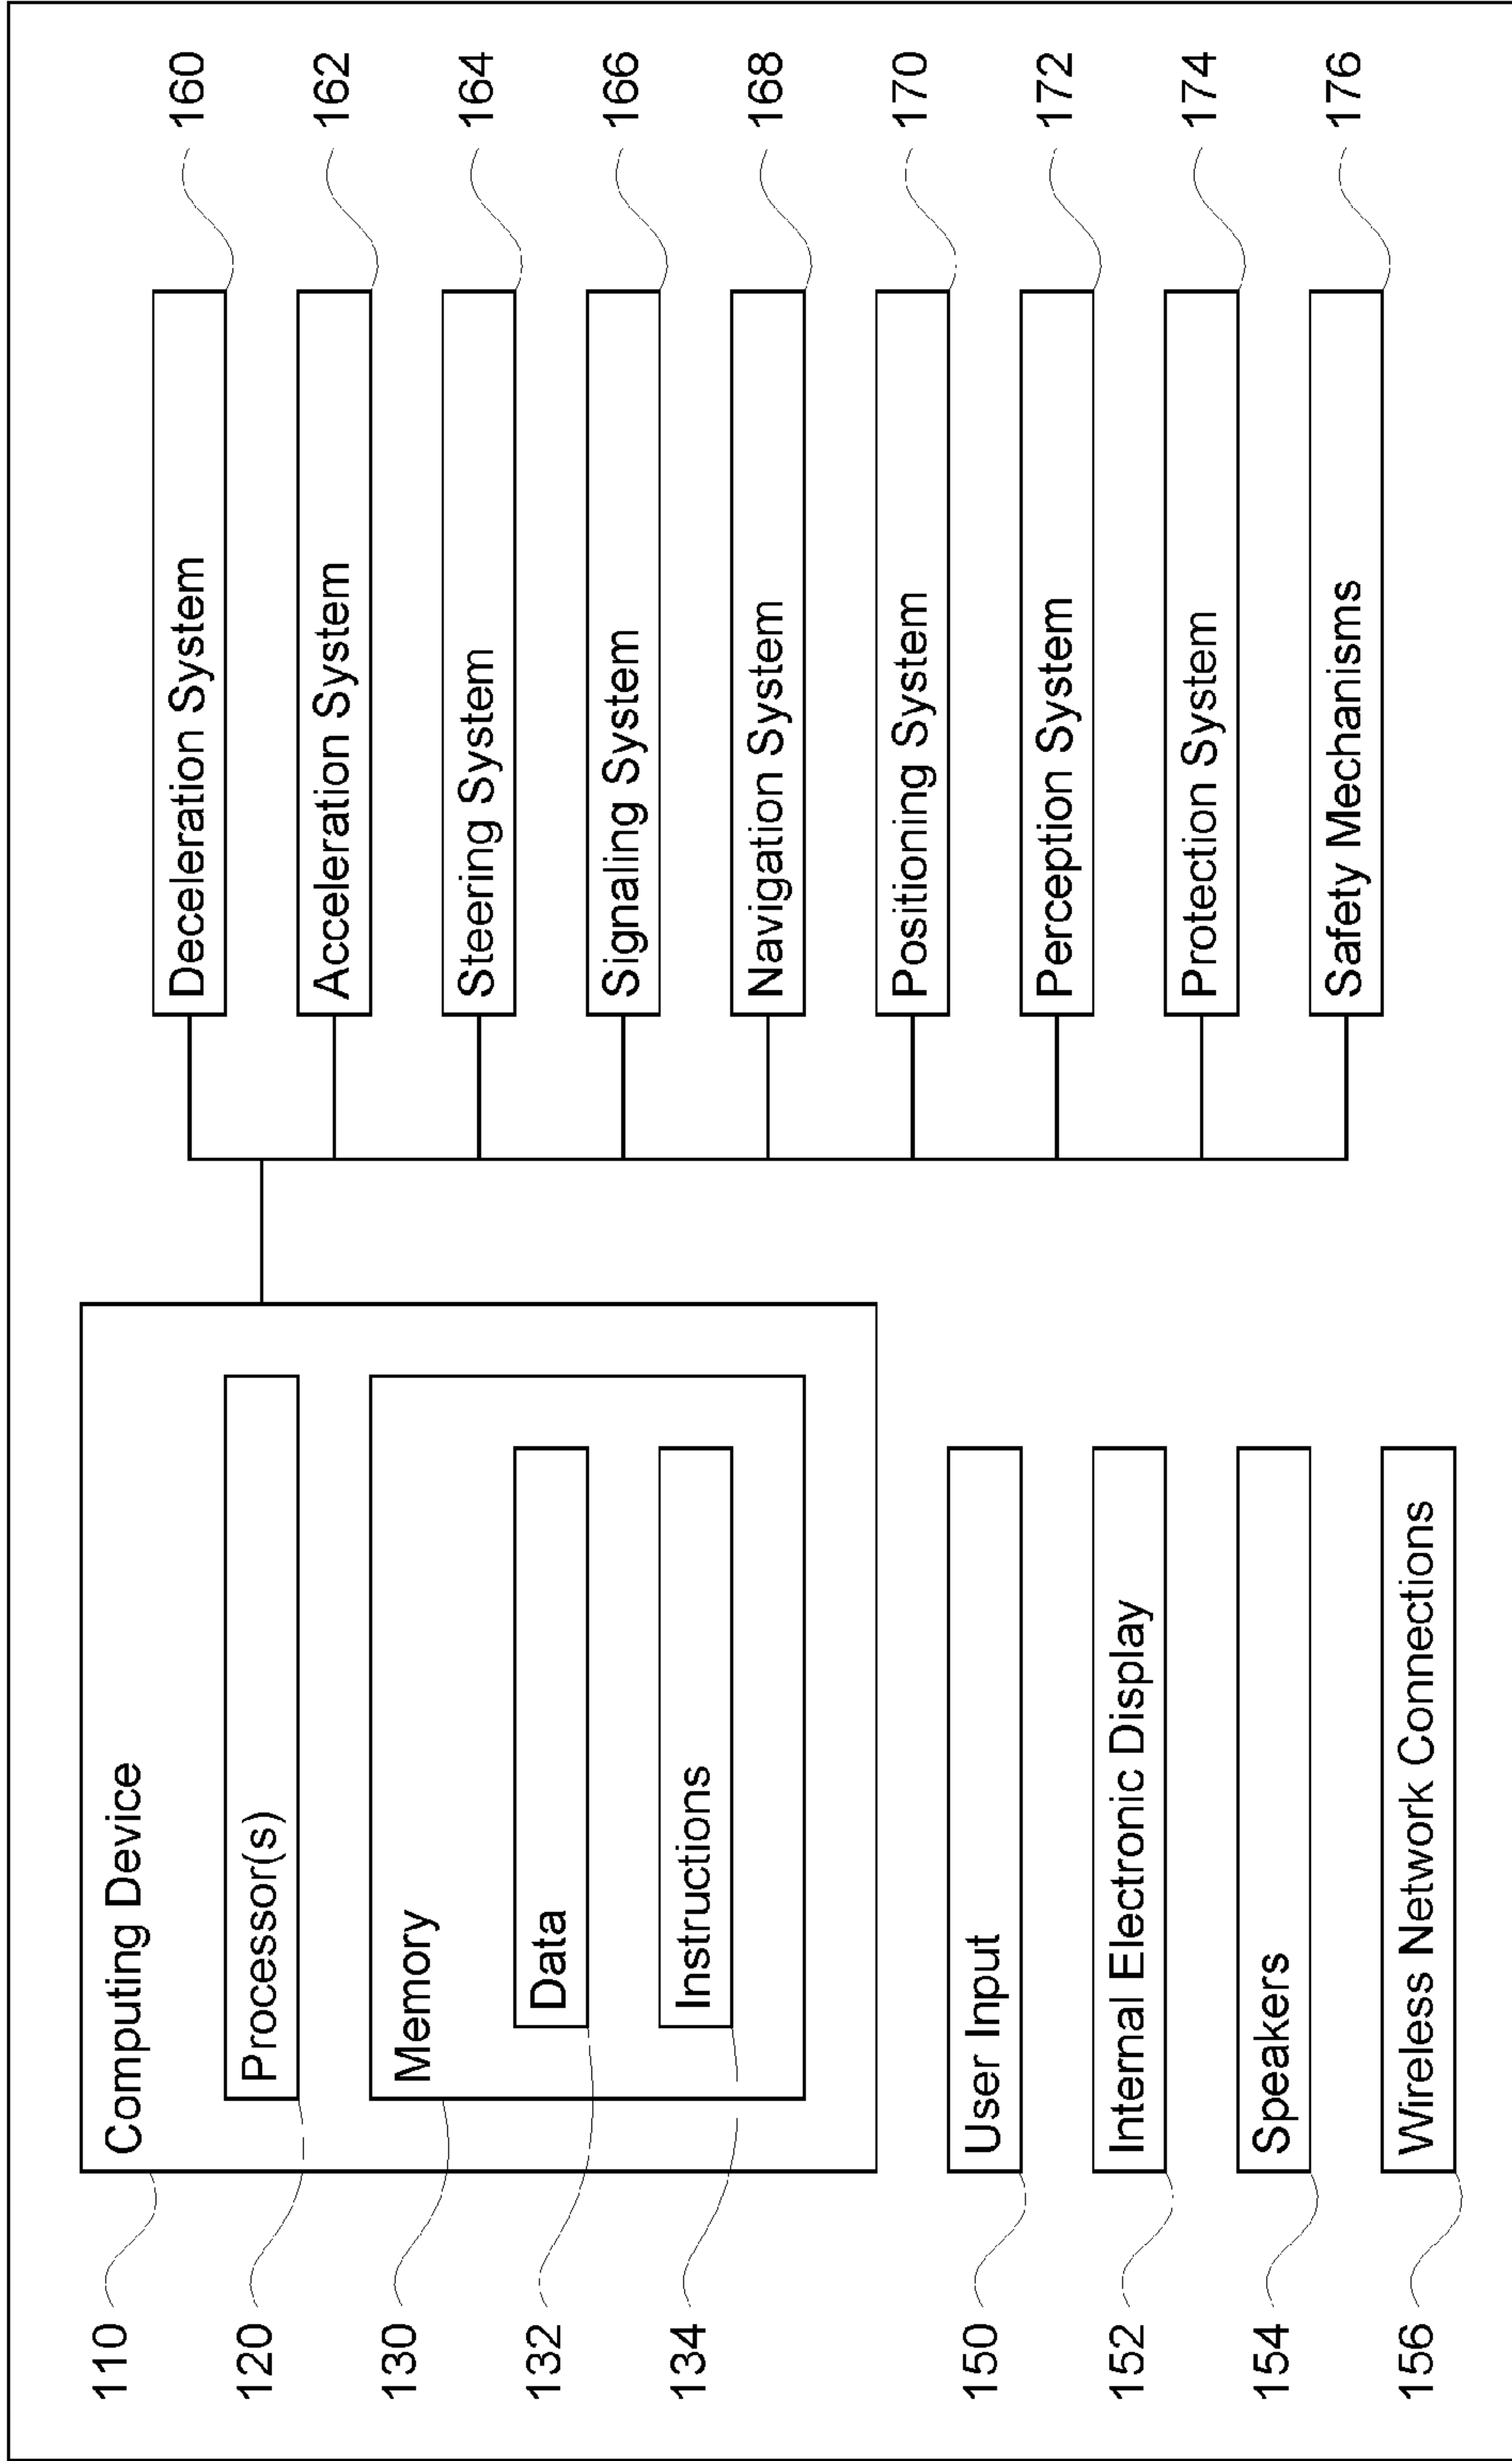 110
Computing Device
120
Processor(s)
130
Memory
132
Data
134
Instructions
150
User Input
152
Internal Electronic Display
154
Speakers
156
Wireless Network Connections
Deceleration System
160
Acceleration System
162
Steering System
164
Signaling System
166
Navigation System
168
Positioning System
170
Perception System
172
Protection System
174
Safety Mechanisms
176